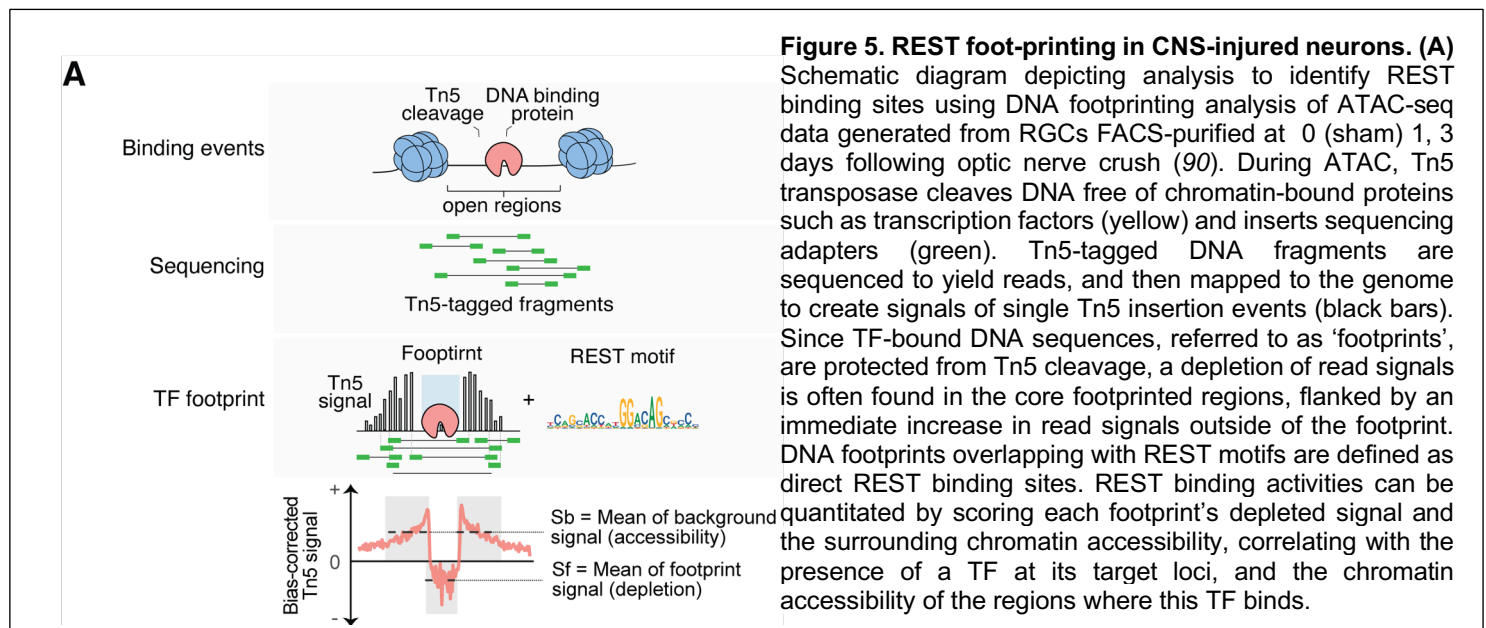 A
Binding events
Tn5 cleavage
DNA binding protein
open regions
Sequencing
Tn5-tagged fragments
TF footprint
Fooptirnt
REST motif
Tn5 signal
+
Bias-corrected Tn5 signal
+
0
-
Sb = Mean of background
signal (accessibility)
Sf = Mean of footprint
signal (depletion)
Figure 5. REST foot-printing in CNS-injured neurons. (A)
Schematic diagram depicting analysis to identify REST
binding sites using DNA footprinting analysis of ATAC-seq
data generated from RGCs FACS-purified at 0 (sham) 1, 3
days following optic nerve crush (90). During ATAC, Tn5
transposase cleaves DNA free of chromatin-bound proteins
such as transcription factors (yellow) and inserts sequencing
adapters (green). Tn5-tagged DNA fragments are
sequenced to yield reads, and then mapped to the genome
to create signals of single Tn5 insertion events (black bars).
Since TF-bound DNA sequences, referred to as ‘footprints’,
are protected from Tn5 cleavage, a depletion of read signals
is often found in the core footprinted regions, flanked by an
immediate increase in read signals outside of the footprint.
DNA footprints overlapping with REST motifs are defined as
direct REST binding sites. REST binding activities can be
quantitated by scoring each footprint’s depleted signal and
the surrounding chromatin accessibility, correlating with the
presence of a TF at its target loci, and the chromatin
accessibility of the regions where this TF binds.